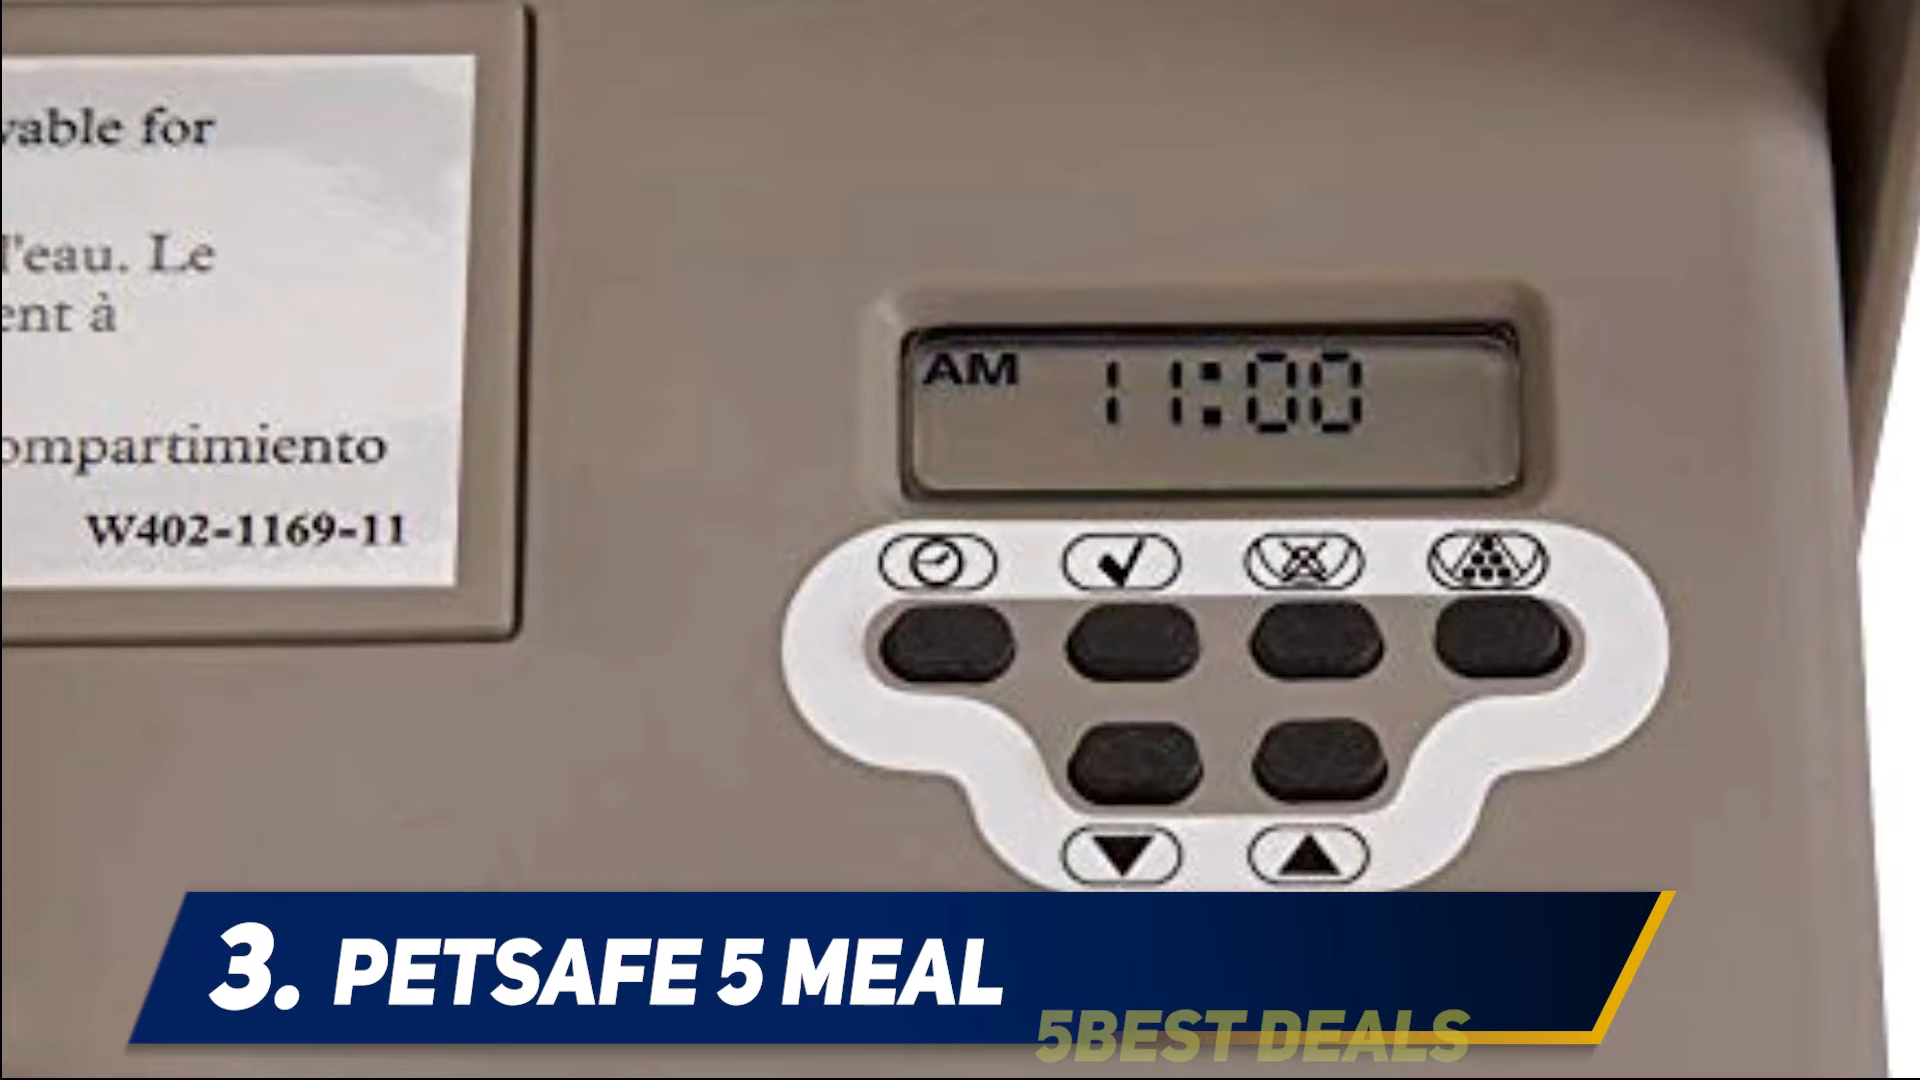 vable for
l'eau. Le
ent à
ompartimiento
W402-1169-11
AM 11:00
3. PETSAFE 5 MEAL
5BEST DEALS